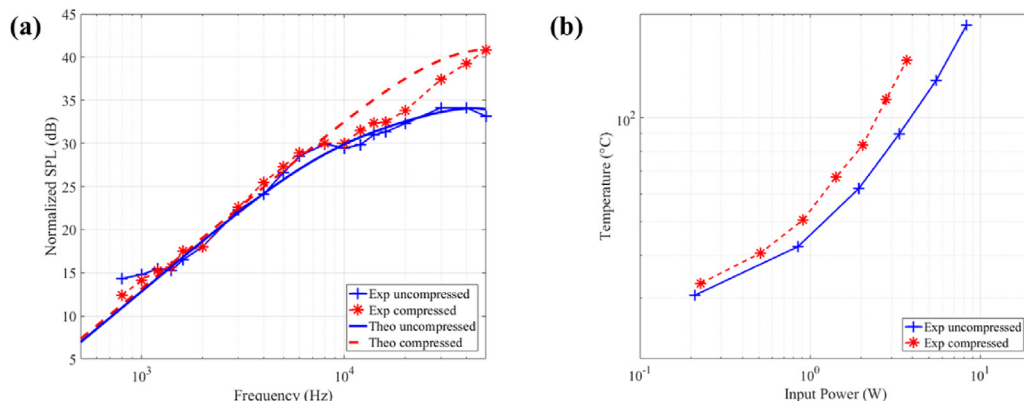 (a)
45
40
35
30
25
20
15
10
5
Normalized SPL (dB)
10^3
10^4
Frequency (Hz)
Exp uncompressed
Exp compressed
Theo uncompressed
Theo compressed
(b)
10^2
Temperature (°C)
10^-1
10^0
10^1
Input Power (W)
Exp uncompressed
Exp compressed